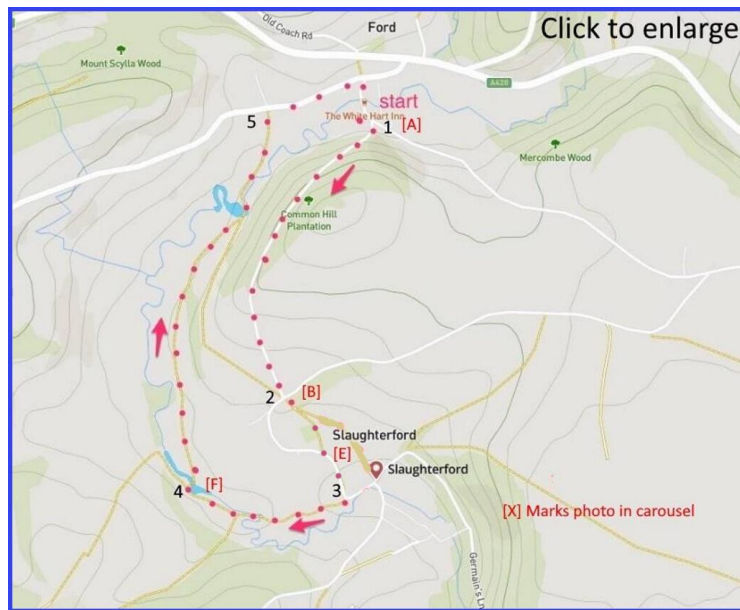 Old Coach Rd
Ford
Click to enlarge
Mount Scylla Wood
A420
start
The White Hart Inn
5
1
[A]
Mercombe Wood
Common Hill
Plantation
2
[B]
Slaughterford
[E]
Slaughterford
4
[F]
3
[X] Marks photo in carousel
Germain's Ln